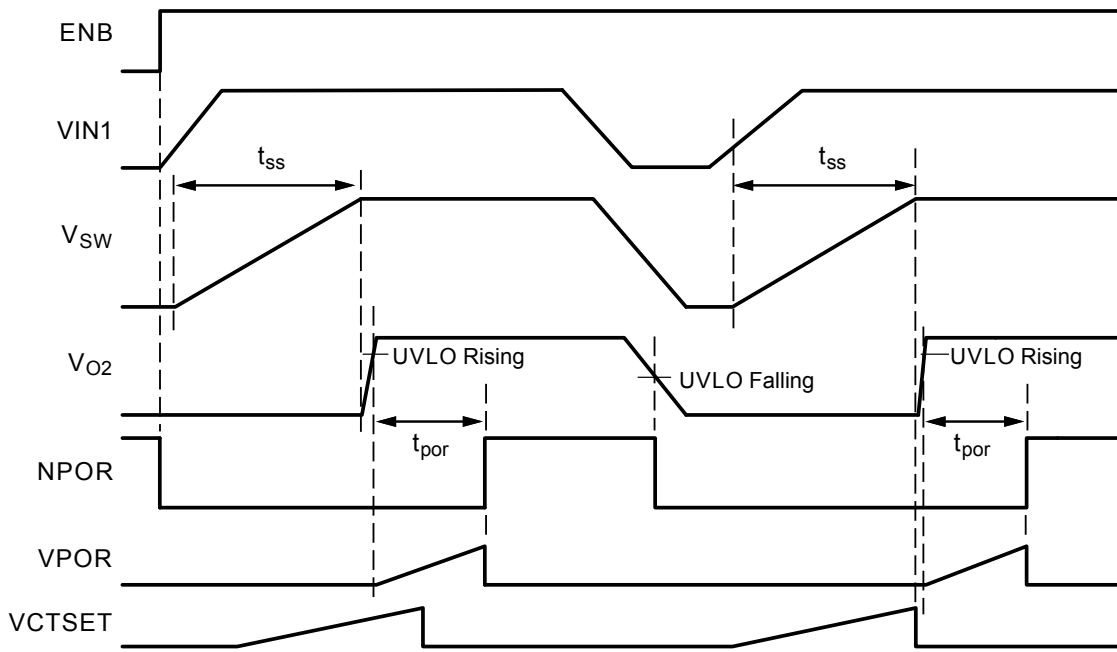 ENB
VIN1
tss
tss
VSW
VO2
UVLO Rising
UVLO Falling
UVLO Rising
tpor
tpor
NPOR
VPOR
VCTSET